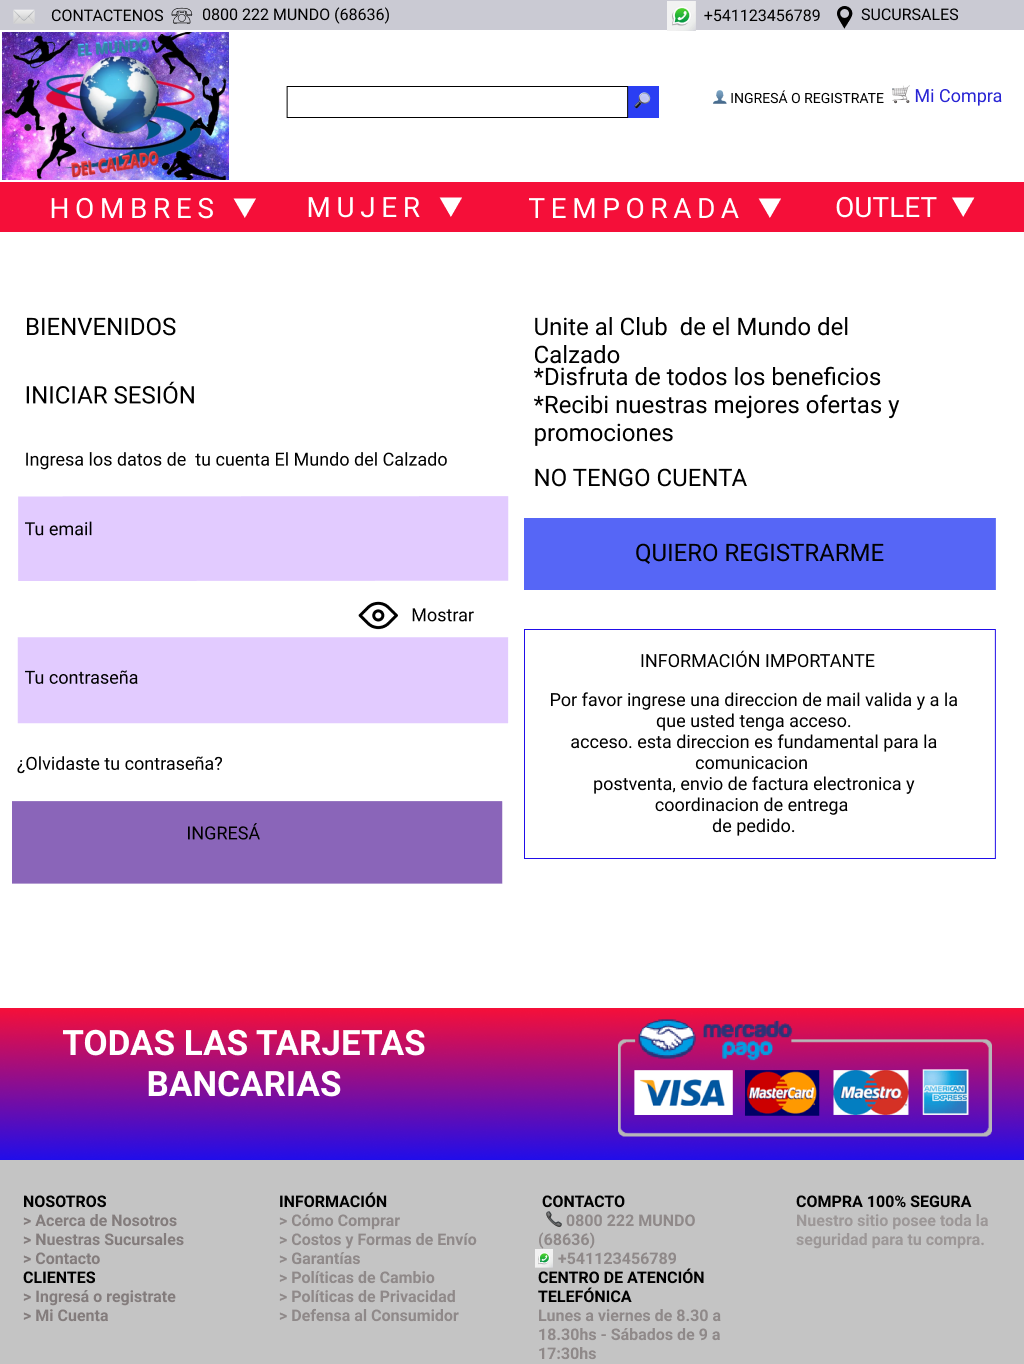 CONTACTENOS 0800 222 MUNDO (68636) +541123456789 SUCURSALES
EL MUNDO
DEL CALZADO
INGRESÁ O REGISTRATE Mi Compra
HOMBRES ▼ MUJER ▼ TEMPORADA ▼ OUTLET ▼
BIENVENIDOS
INICIAR SESIÓN
Ingresa los datos de tu cuenta El Mundo del Calzado
Tu email
Mostrar
Tu contraseña
¿Olvidaste tu contraseña?
INGRESÁ
Unite al Club de el Mundo del
Calzado
*Disfruta de todos los beneficios
*Recibi nuestras mejores ofertas y
promociones
NO TENGO CUENTA
QUIERO REGISTRARME
INFORMACIÓN IMPORTANTE
Por favor ingrese una direccion de mail valida y a la
que usted tenga acceso.
acceso. esta direccion es fundamental para la
comunicacion
postventa, envio de factura electronica y
coordinacion de entrega
de pedido.
TODAS LAS TARJETAS
BANCARIAS
mercado
pago
VISA MasterCard Maestro AMERICAN
EXPRESS
NOSOTROS
> Acerca de Nosotros
> Nuestras Sucursales
> Contacto
CLIENTES
> Ingresá o registrate
> Mi Cuenta
INFORMACIÓN
> Cómo Comprar
> Costos y Formas de Envío
> Garantías
> Políticas de Cambio
> Políticas de Privacidad
> Defensa al Consumidor
CONTACTO
0800 222 MUNDO
(68636)
+541123456789
CENTRO DE ATENCIÓN
TELEFÓNICA
Lunes a viernes de 8.30 a
18.30hs - Sábados de 9 a
17:30hs
COMPRA 100% SEGURA
Nuestro sitio posee toda la
seguridad para tu compra.